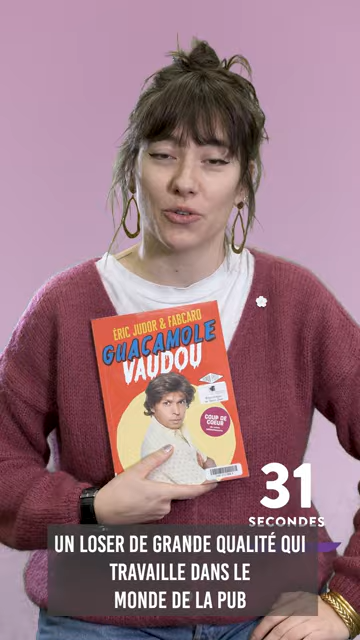 ÉRIC JUDOR & FABCARO
GUACAMOLE
VAUDOU
COUP DE
COEUR
31
SECONDES
UN LOSER DE GRANDE QUALITÉ QUI
TRAVAILLE DANS LE
MONDE DE LA PUB